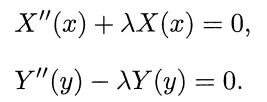 X''(x) + λX(x) = 0,
Y''(y) − λY(y) = 0.